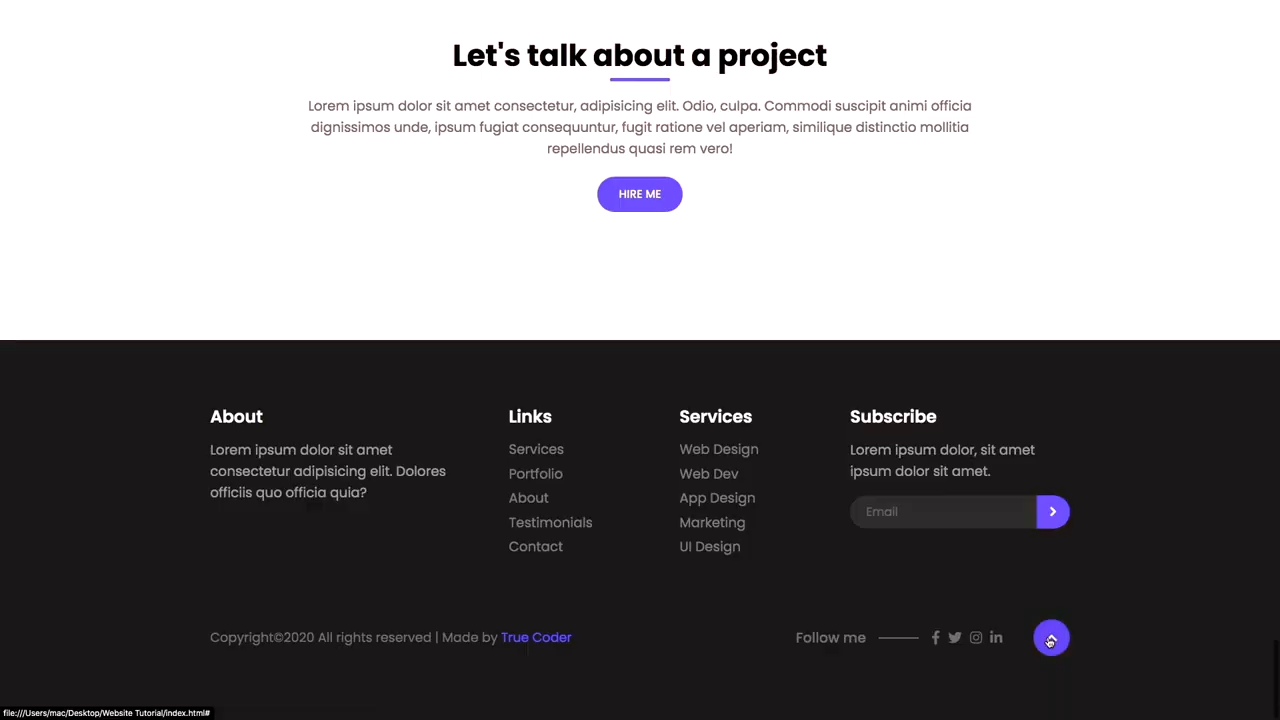 Let's talk about a project
Lorem ipsum dolor sit amet consectetur, adipisicing elit. Odio, culpa. Commodi suscipit animi officia
dignissimos unde, ipsum fugiat consequuntur, fugit ratione vel aperiam, similique distinctio mollitia
repellendus quasi rem vero!
HIRE ME
About
Lorem ipsum dolor sit amet
consectetur adipisicing elit. Dolores
officiis quo officia quia?
Links
Services
Portfolio
About
Testimonials
Contact
Services
Web Design
Web Dev
App Design
Marketing
UI Design
Subscribe
Lorem ipsum dolor, sit amet
ipsum dolor sit amet.
Email
Copyright©2020 All rights reserved | Made by True Coder
Follow me
file:///Users/mac/Desktop/Website Tutorial/index.html#